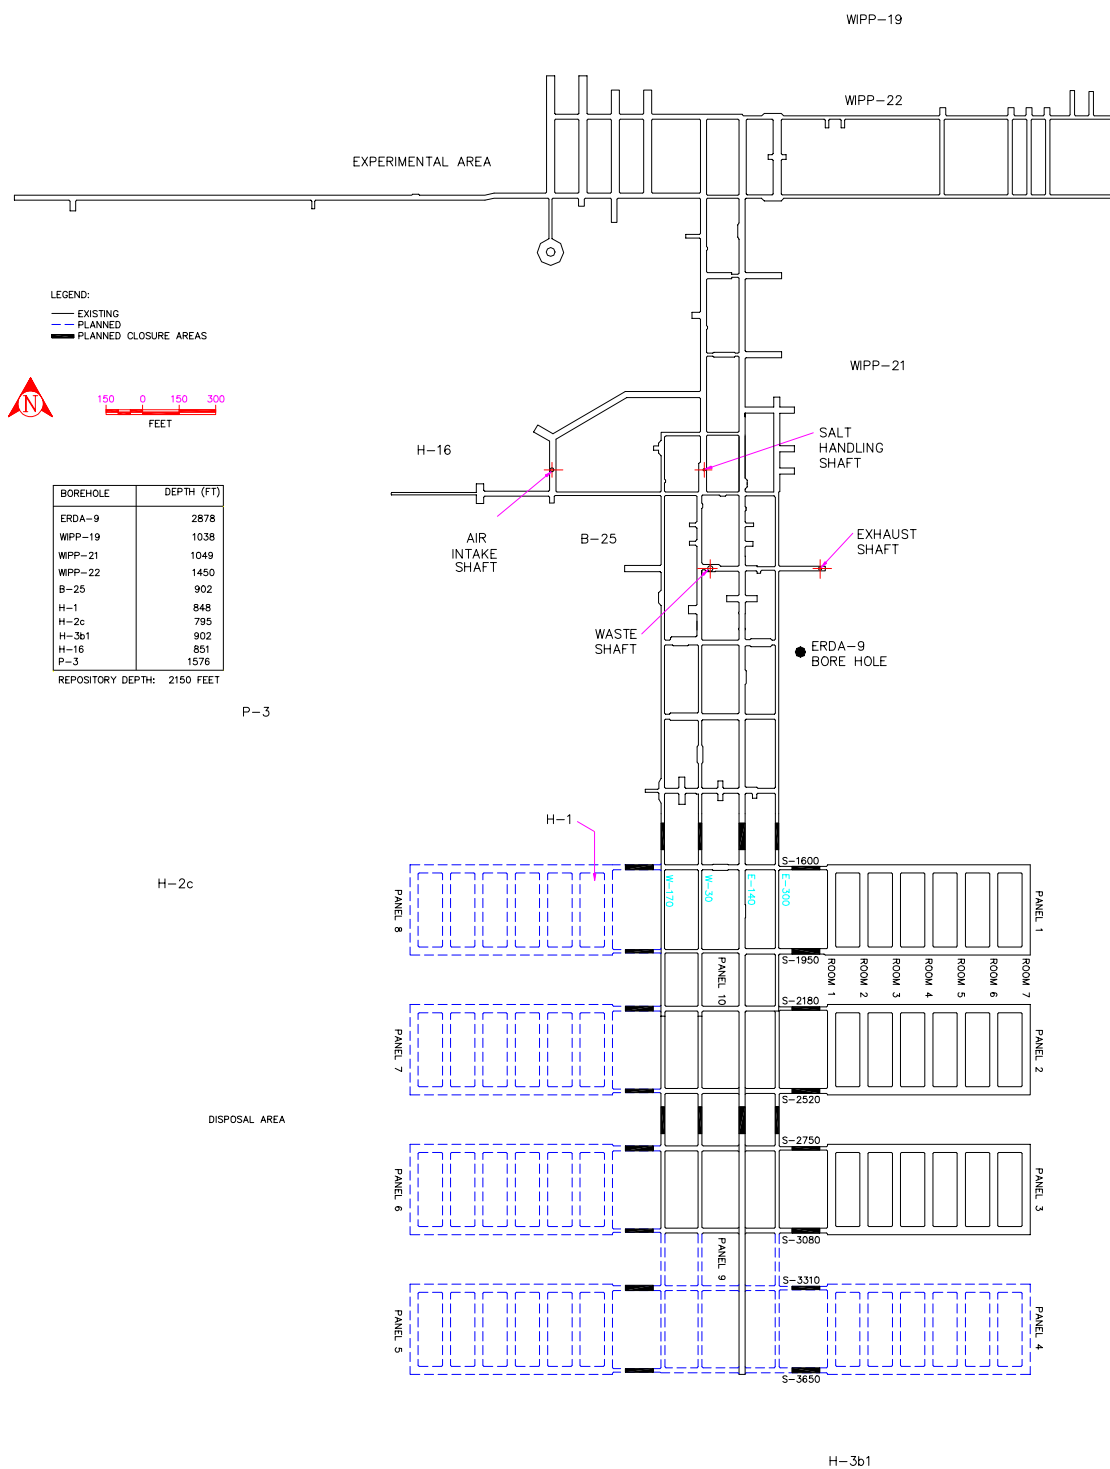 WIPP-19
WIPP-22
EXPERIMENTAL AREA
LEGEND:
EXISTING
PLANNED
PLANNED CLOSURE AREAS
N
150 0 150 300
FEET
WIPP-21
SALT
HANDLING
SHAFT
H-16
BOREHOLE DEPTH (FT)
ERDA-9 2878
WIPP-19 1038
WIPP-21 1049
WIPP-22 1450
B-25 902
H-1 848
H-2c 795
H-3b1 902
H-16 851
P-3 1576
REPOSITORY DEPTH: 2150 FEET
AIR
INTAKE
SHAFT
B-25
EXHAUST
SHAFT
WASTE
SHAFT
ERDA-9
BORE HOLE
P-3
H-1
H-2c
S-1600
W-170
W-30
E-140
E-300
PANEL 8
PANEL 1
S-1950
PANEL 10
ROOM 1
ROOM 2
ROOM 3
ROOM 4
ROOM 5
ROOM 6
ROOM 7
S-2180
PANEL 7
PANEL 2
S-2520
DISPOSAL AREA
S-2750
PANEL 6
PANEL 3
S-3080
PANEL 9
S-3310
PANEL 5
PANEL 4
S-3650
H-3b1